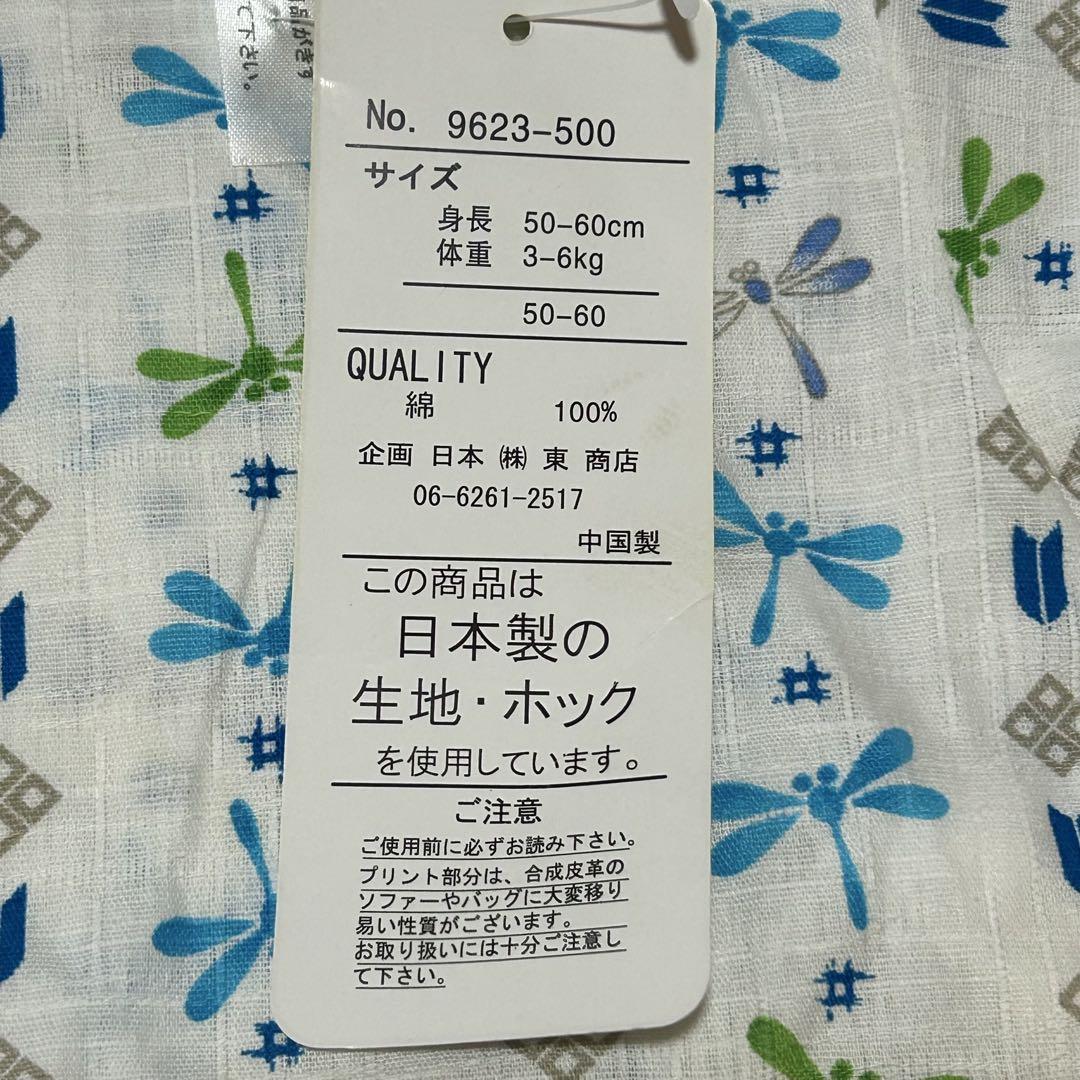 て下さい。
No. 9623-500
サイズ
身長 50-60cm
体重 3-6kg
50-60
QUALITY
綿 100%
企画 日本 ㈱ 東 商店
06-6261-2517
中国製
この商品は
日本製の
生地・ホック
を使用しています。
ご注意
ご使用前に必ずお読み下さい。
プリント部分は、合成皮革の
ソファーやバッグに大変移り
易い性質がございます。
お取り扱いには十分ご注意し
て下さい。